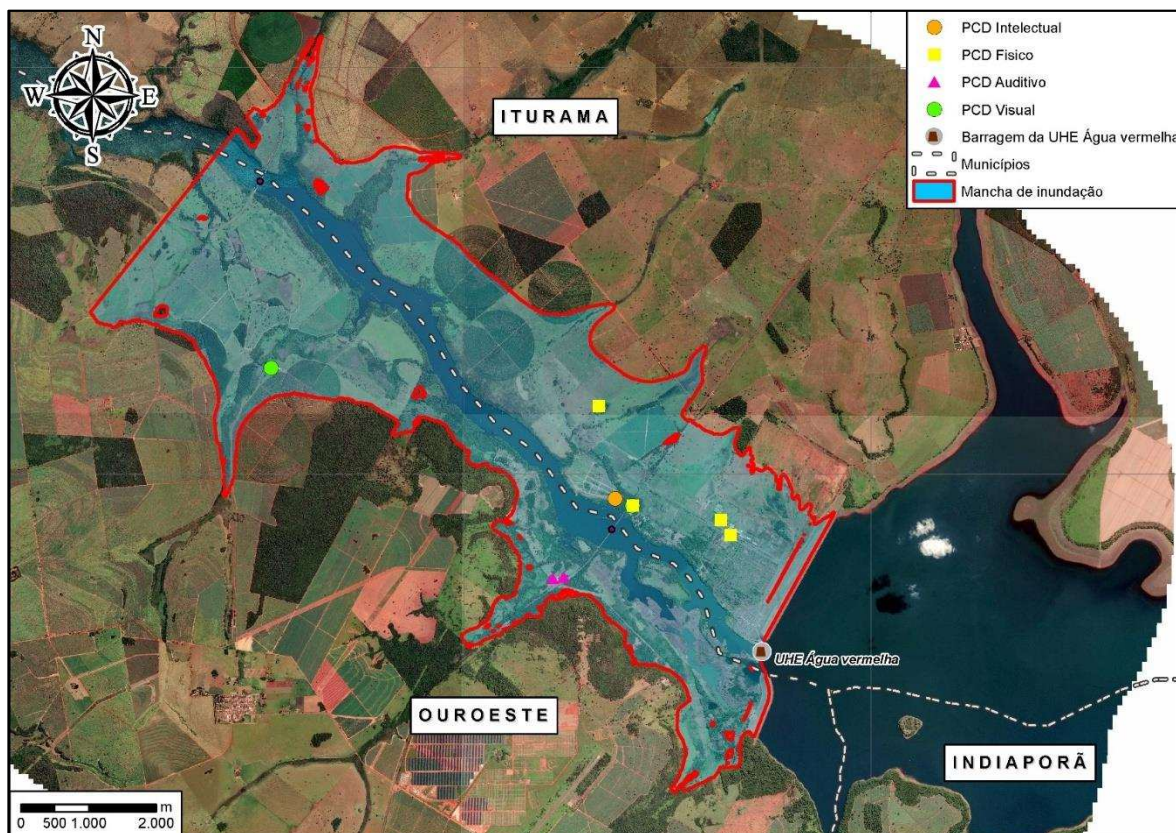 N
W E
S
ITURAMA
PCD Intelectual
PCD Fisico
PCD Auditivo
PCD Visual
Barragem da UHE Água vermelha
Municípios
Mancha de inundação
UHE Água vermelha
OUROESTE
INDIAPORÃ
m
0 500 1.000 2.000